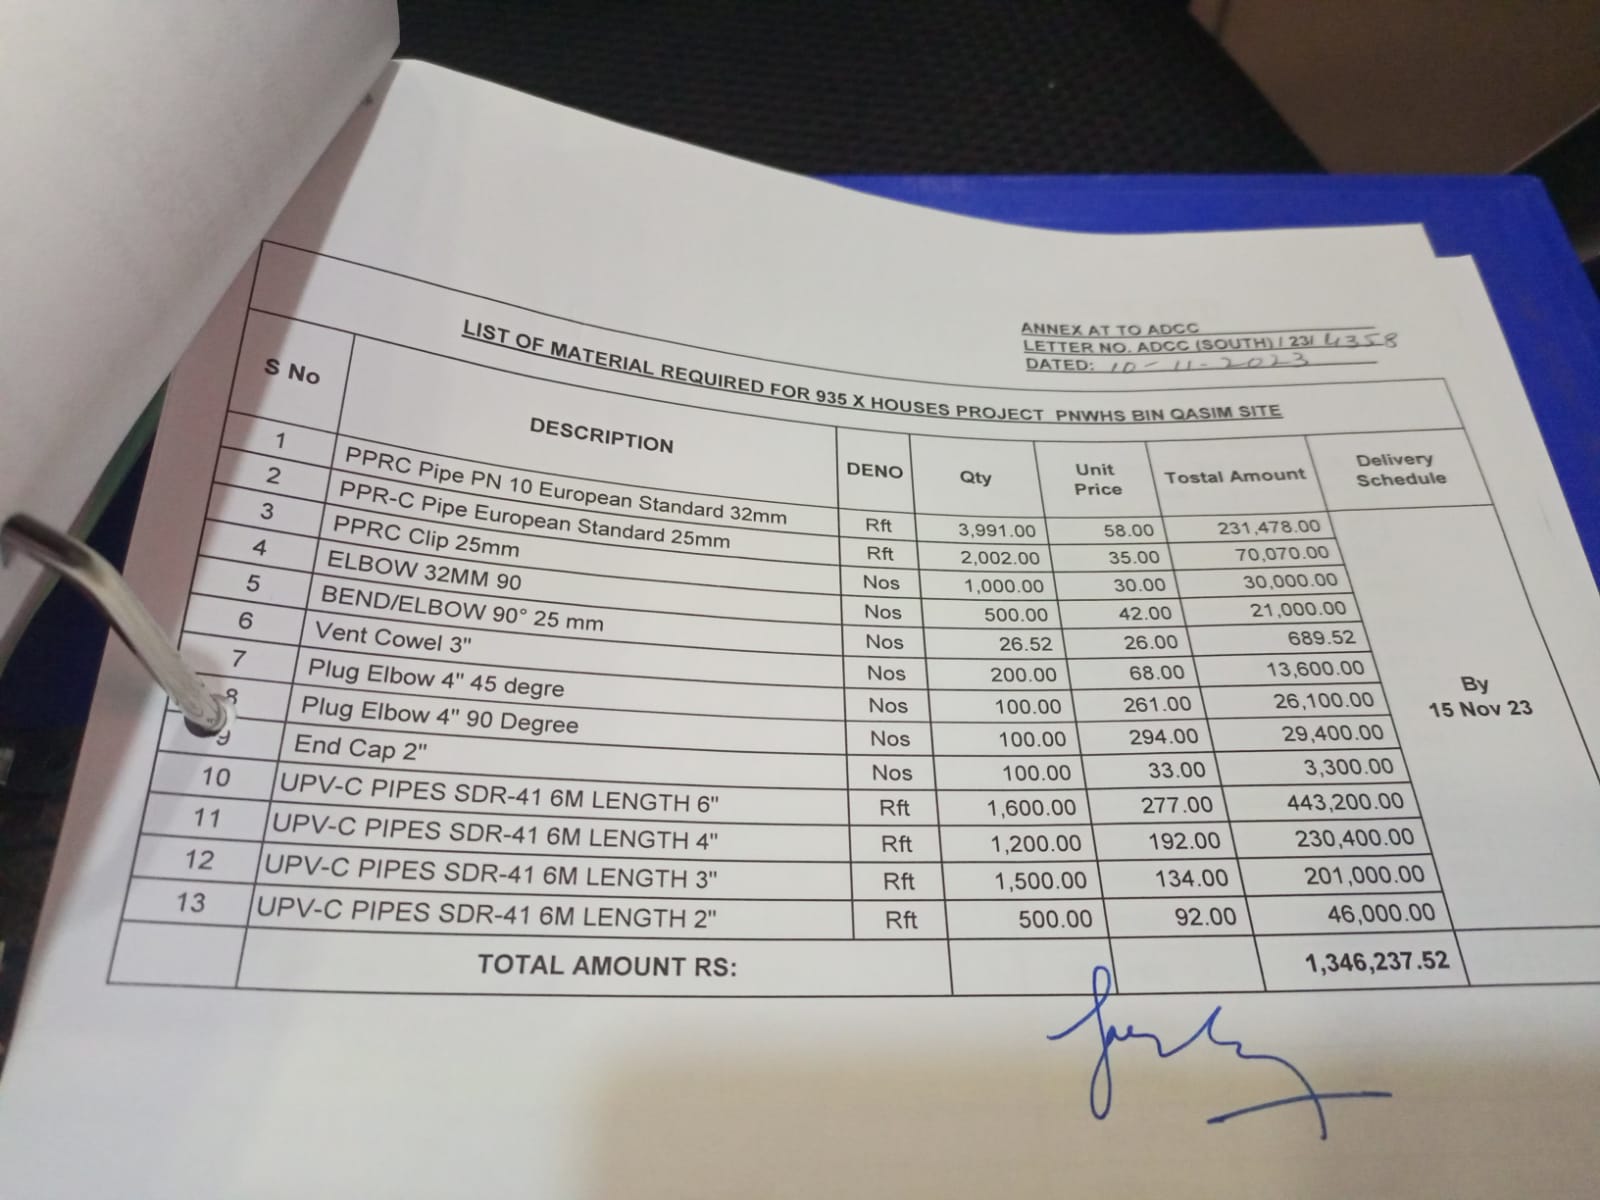 ANNEX AT TO ADCC
LETTER NO. ADCC (SOUTH) / 23/ 4358
DATED: 10-11-2023
LIST OF MATERIAL REQUIRED FOR 935 X HOUSES PROJECT PNWHS BIN QASIM SITE
S No DESCRIPTION DENO Qty Unit Price Tostal Amount Delivery Schedule
1 PPRC Pipe PN 10 European Standard 32mm Rft 3,991.00 58.00 231,478.00
2 PPR-C Pipe European Standard 25mm Rft 2,002.00 35.00 70,070.00
3 PPRC Clip 25mm Nos 1,000.00 30.00 30,000.00
4 ELBOW 32MM 90 Nos 500.00 42.00 21,000.00
5 BEND/ELBOW 90° 25 mm Nos 26.52 26.00 689.52
6 Vent Cowel 3" Nos 200.00 68.00 13,600.00
7 Plug Elbow 4" 45 degre Nos 100.00 261.00 26,100.00
8 Plug Elbow 4" 90 Degree Nos 100.00 294.00 29,400.00
9 End Cap 2" Nos 100.00 33.00 3,300.00
10 UPV-C PIPES SDR-41 6M LENGTH 6" Rft 1,600.00 277.00 443,200.00
11 UPV-C PIPES SDR-41 6M LENGTH 4" Rft 1,200.00 192.00 230,400.00
12 UPV-C PIPES SDR-41 6M LENGTH 3" Rft 1,500.00 134.00 201,000.00
13 UPV-C PIPES SDR-41 6M LENGTH 2" Rft 500.00 92.00 46,000.00
By
15 Nov 23
TOTAL AMOUNT RS: 1,346,237.52